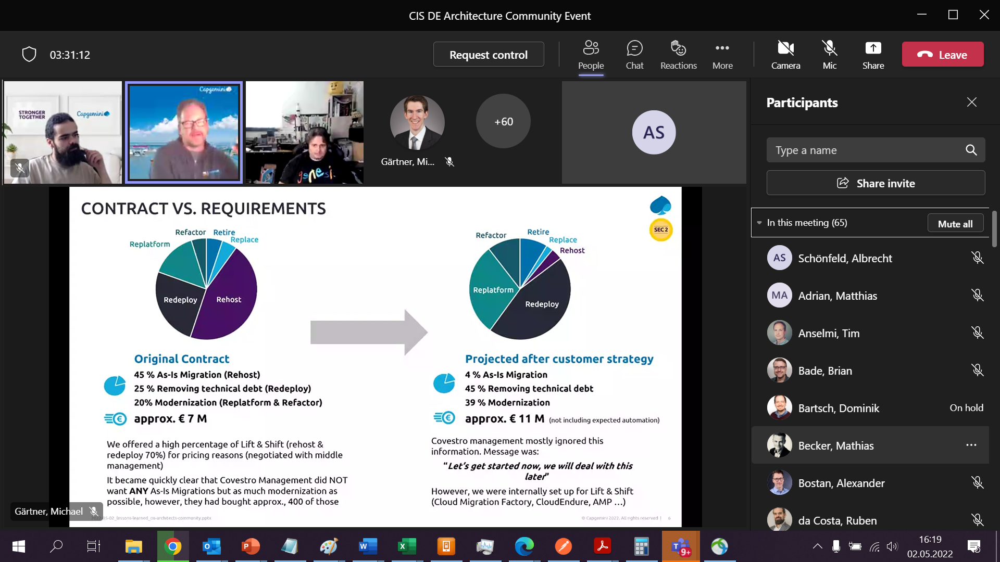 CIS DE Architecture Community Event
03:31:12
Request control
People
Chat
Reactions
More
Camera
Mic
Share
Leave
STRONGER
TOGETHER
Capgemini
Capgemini
genesi.
Gärtner, Mi...
+60
AS
Participants
Type a name
Share invite
In this meeting (65)
Mute all
AS
Schönfeld, Albrecht
MA
Adrian, Matthias
Anselmi, Tim
Bade, Brian
Bartsch, Dominik
On hold
Becker, Mathias
Bostan, Alexander
da Costa, Ruben
CONTRACT VS. REQUIREMENTS
SEC 2
Refactor
Retire
Replace
Replatform
Redeploy
Rehost
Refactor
Retire
Replace
Rehost
Replatform
Redeploy
Original Contract
45 % As-Is Migration (Rehost)
25 % Removing technical debt (Redeploy)
20% Modernization (Replatform & Refactor)
approx. € 7 M
We offered a high percentage of Lift & Shift (rehost &
redeploy 70%) for pricing reasons (negotiated with middle
management)
It became quickly clear that Covestro Management did NOT
want ANY As-Is Migrations but as much modernization as
possible, however, they had bought approx., 400 of those
Projected after customer strategy
4 % As-Is Migration
45 % Removing technical debt
39 % Modernization
approx. € 11 M (not including expected automation)
Covestro management mostly ignored this
information. Message was:
"Let's get started now, we will deal with this
later"
However, we were internally set up for Lift & Shift
(Cloud Migration Factory, CloudEndure, AMP ...)
Gärtner, Michael
2022-05-02_lessons-learned_cis-architects-community.pptx
© Capgemini 2022. All rights reserved | 6
9+
16:19
02.05.2022